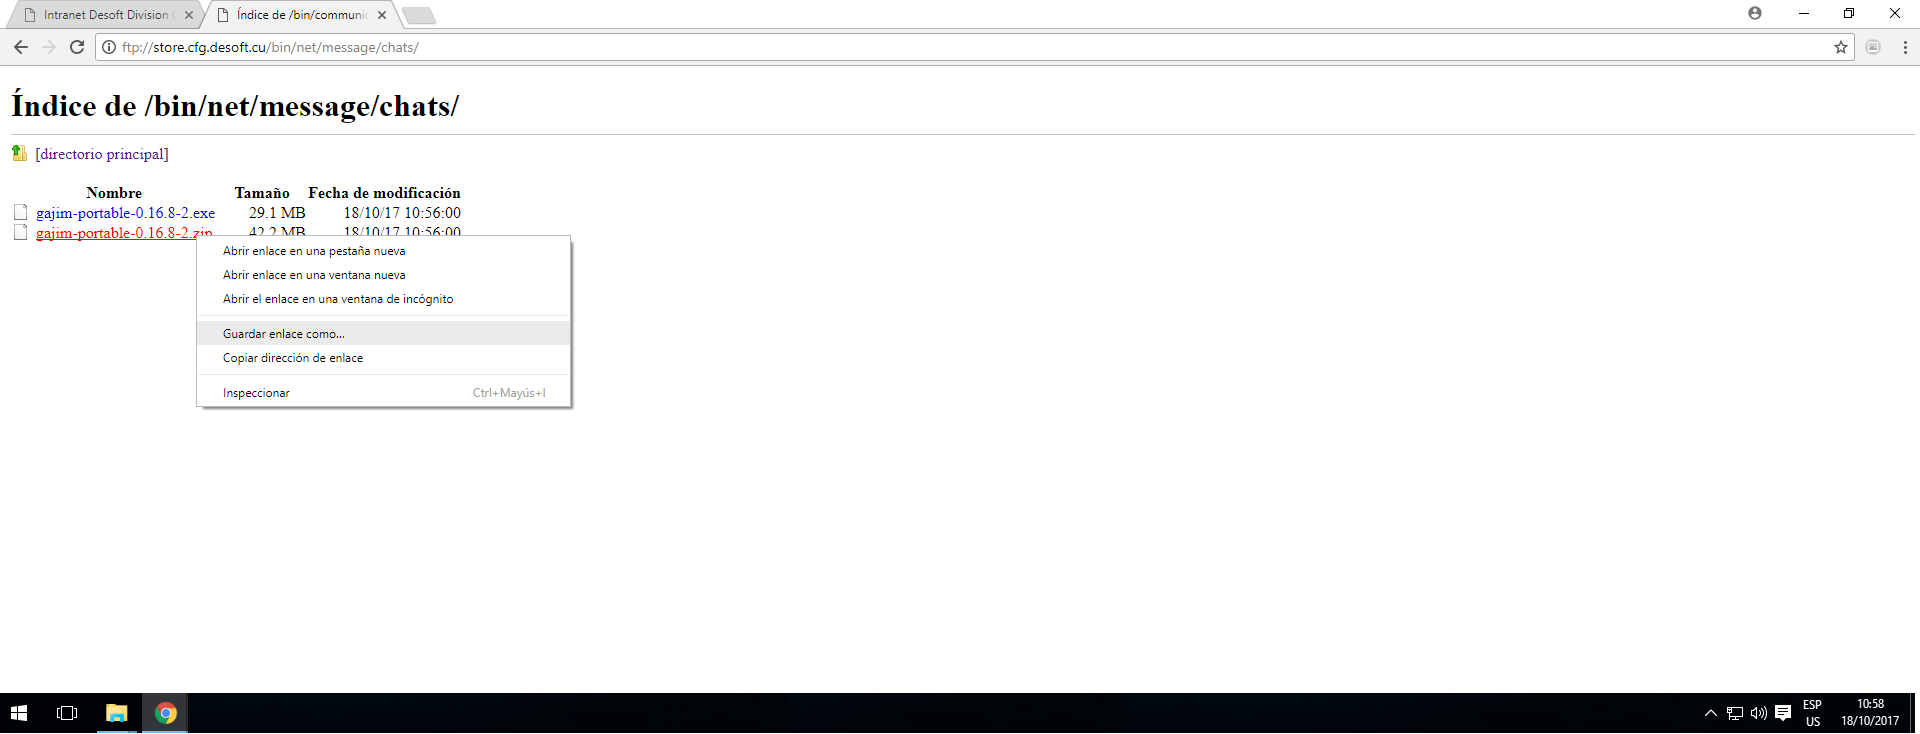 Intranet Desoft Division
Índice de /bin/communic
ftp://store.cfg.desoft.cu/bin/net/message/chats/
Índice de /bin/net/message/chats/
[directorio principal]
Nombre Tamaño Fecha de modificación
gajim-portable-0.16.8-2.exe 29.1 MB 18/10/17 10:56:00
gajim-portable-0.16.8-2.zip 42.2 MB 18/10/17 10:56:00
Abrir enlace en una pestaña nueva
Abrir enlace en una ventana nueva
Abrir el enlace en una ventana de incógnito
Guardar enlace como...
Copiar dirección de enlace
Inspeccionar Ctrl+Mayús+I
ESP
US
10:58
18/10/2017